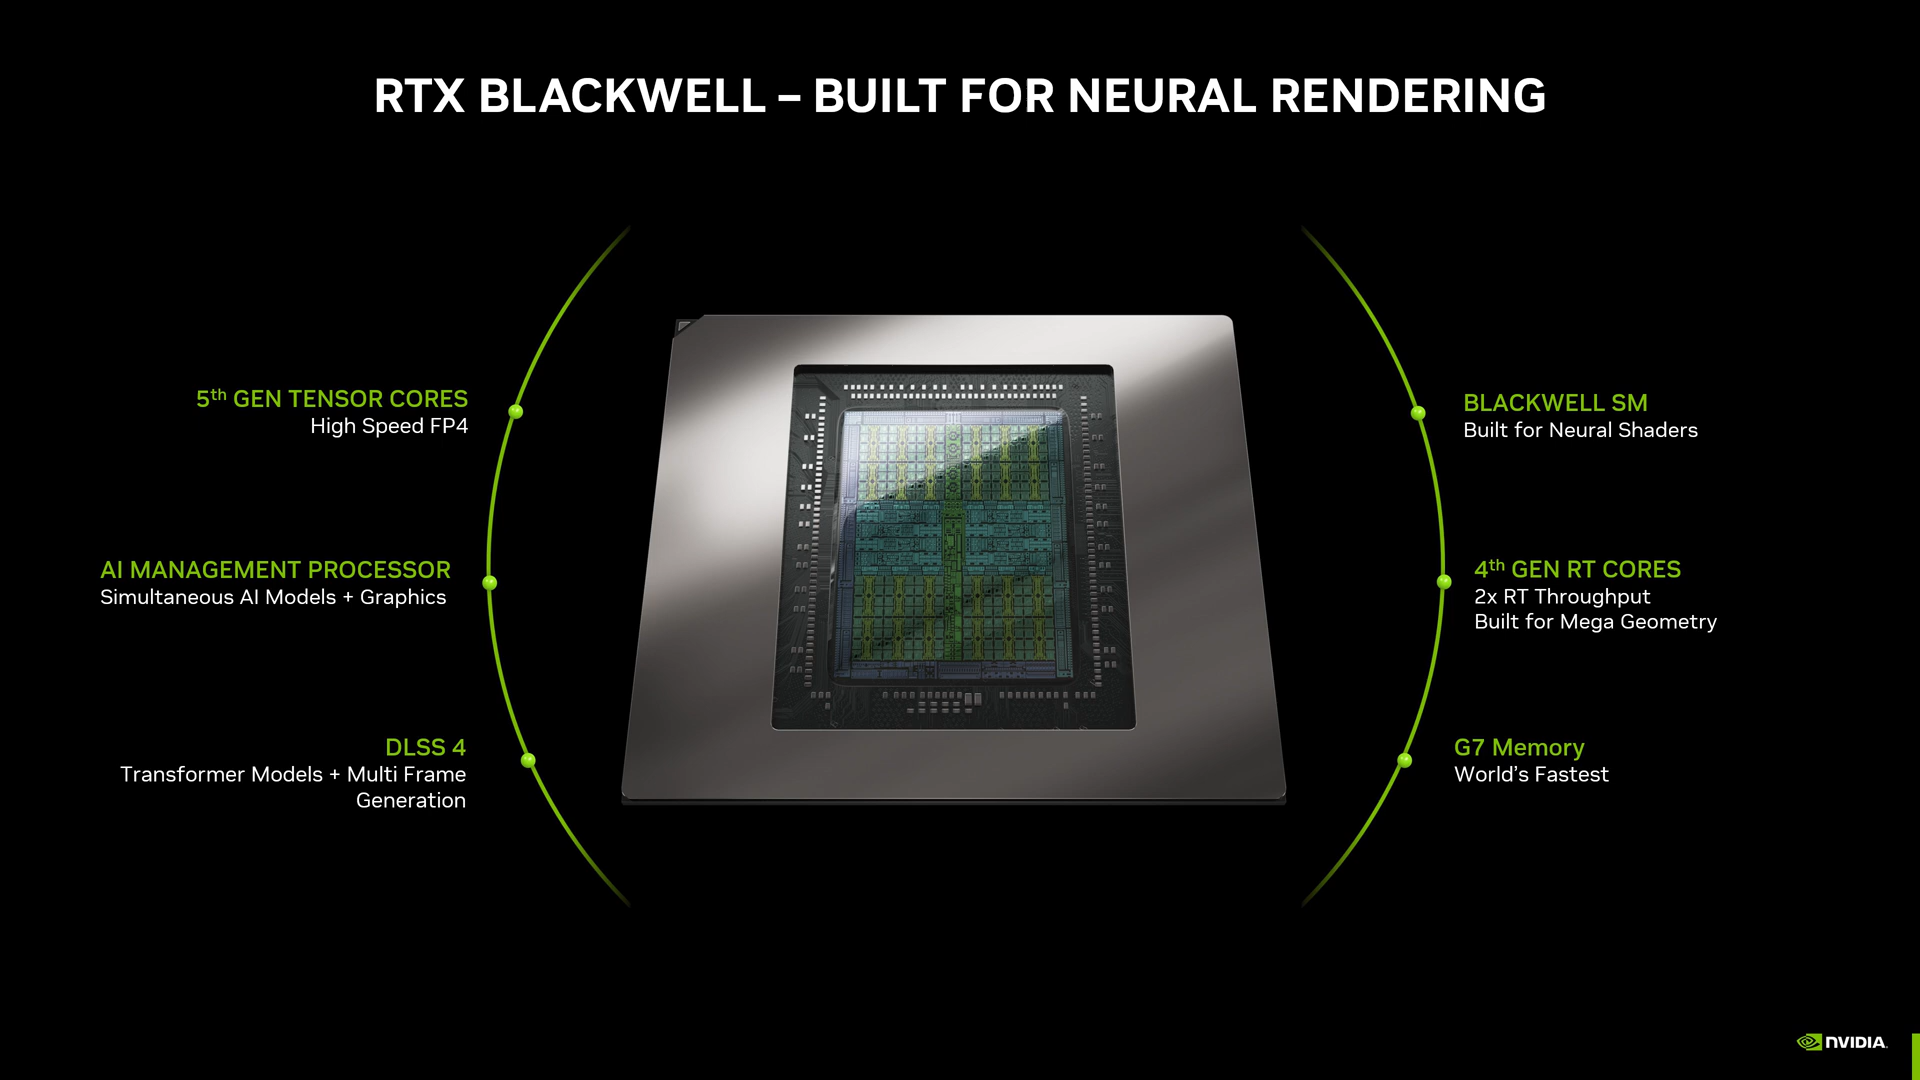 RTX BLACKWELL – BUILT FOR NEURAL RENDERING
5th GEN TENSOR CORES
High Speed FP4
AI MANAGEMENT PROCESSOR
Simultaneous AI Models + Graphics
DLSS 4
Transformer Models + Multi Frame
Generation
BLACKWELL SM
Built for Neural Shaders
4th GEN RT CORES
2x RT Throughput
Built for Mega Geometry
G7 Memory
World’s Fastest
NVIDIA.